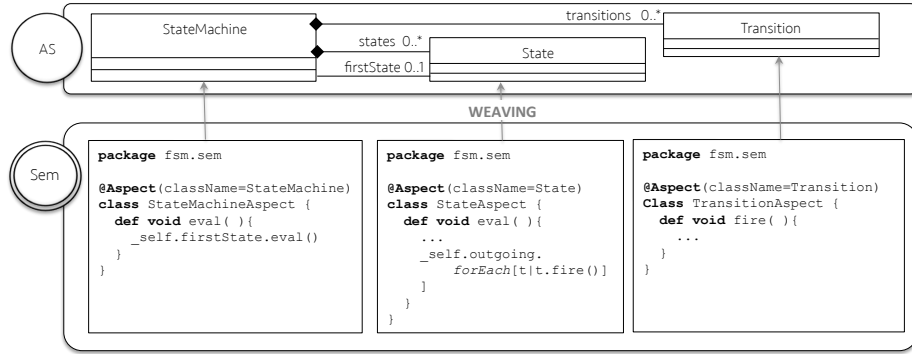 AS
StateMachine
transitions 0..*
Transition
states 0..*
State
firstState 0..1
WEAVING
Sem
package fsm.sem
@Aspect(className=StateMachine)
class StateMachineAspect {
def void eval( ){
_self.firstState.eval()
}
}
package fsm.sem
@Aspect(className=State)
class StateAspect {
def void eval( ){
...
_self.outgoing.
forEach[t|t.fire()]
]
}
}
package fsm.sem
@Aspect(className=Transition)
Class TransitionAspect {
def void fire( ){
...
}
}